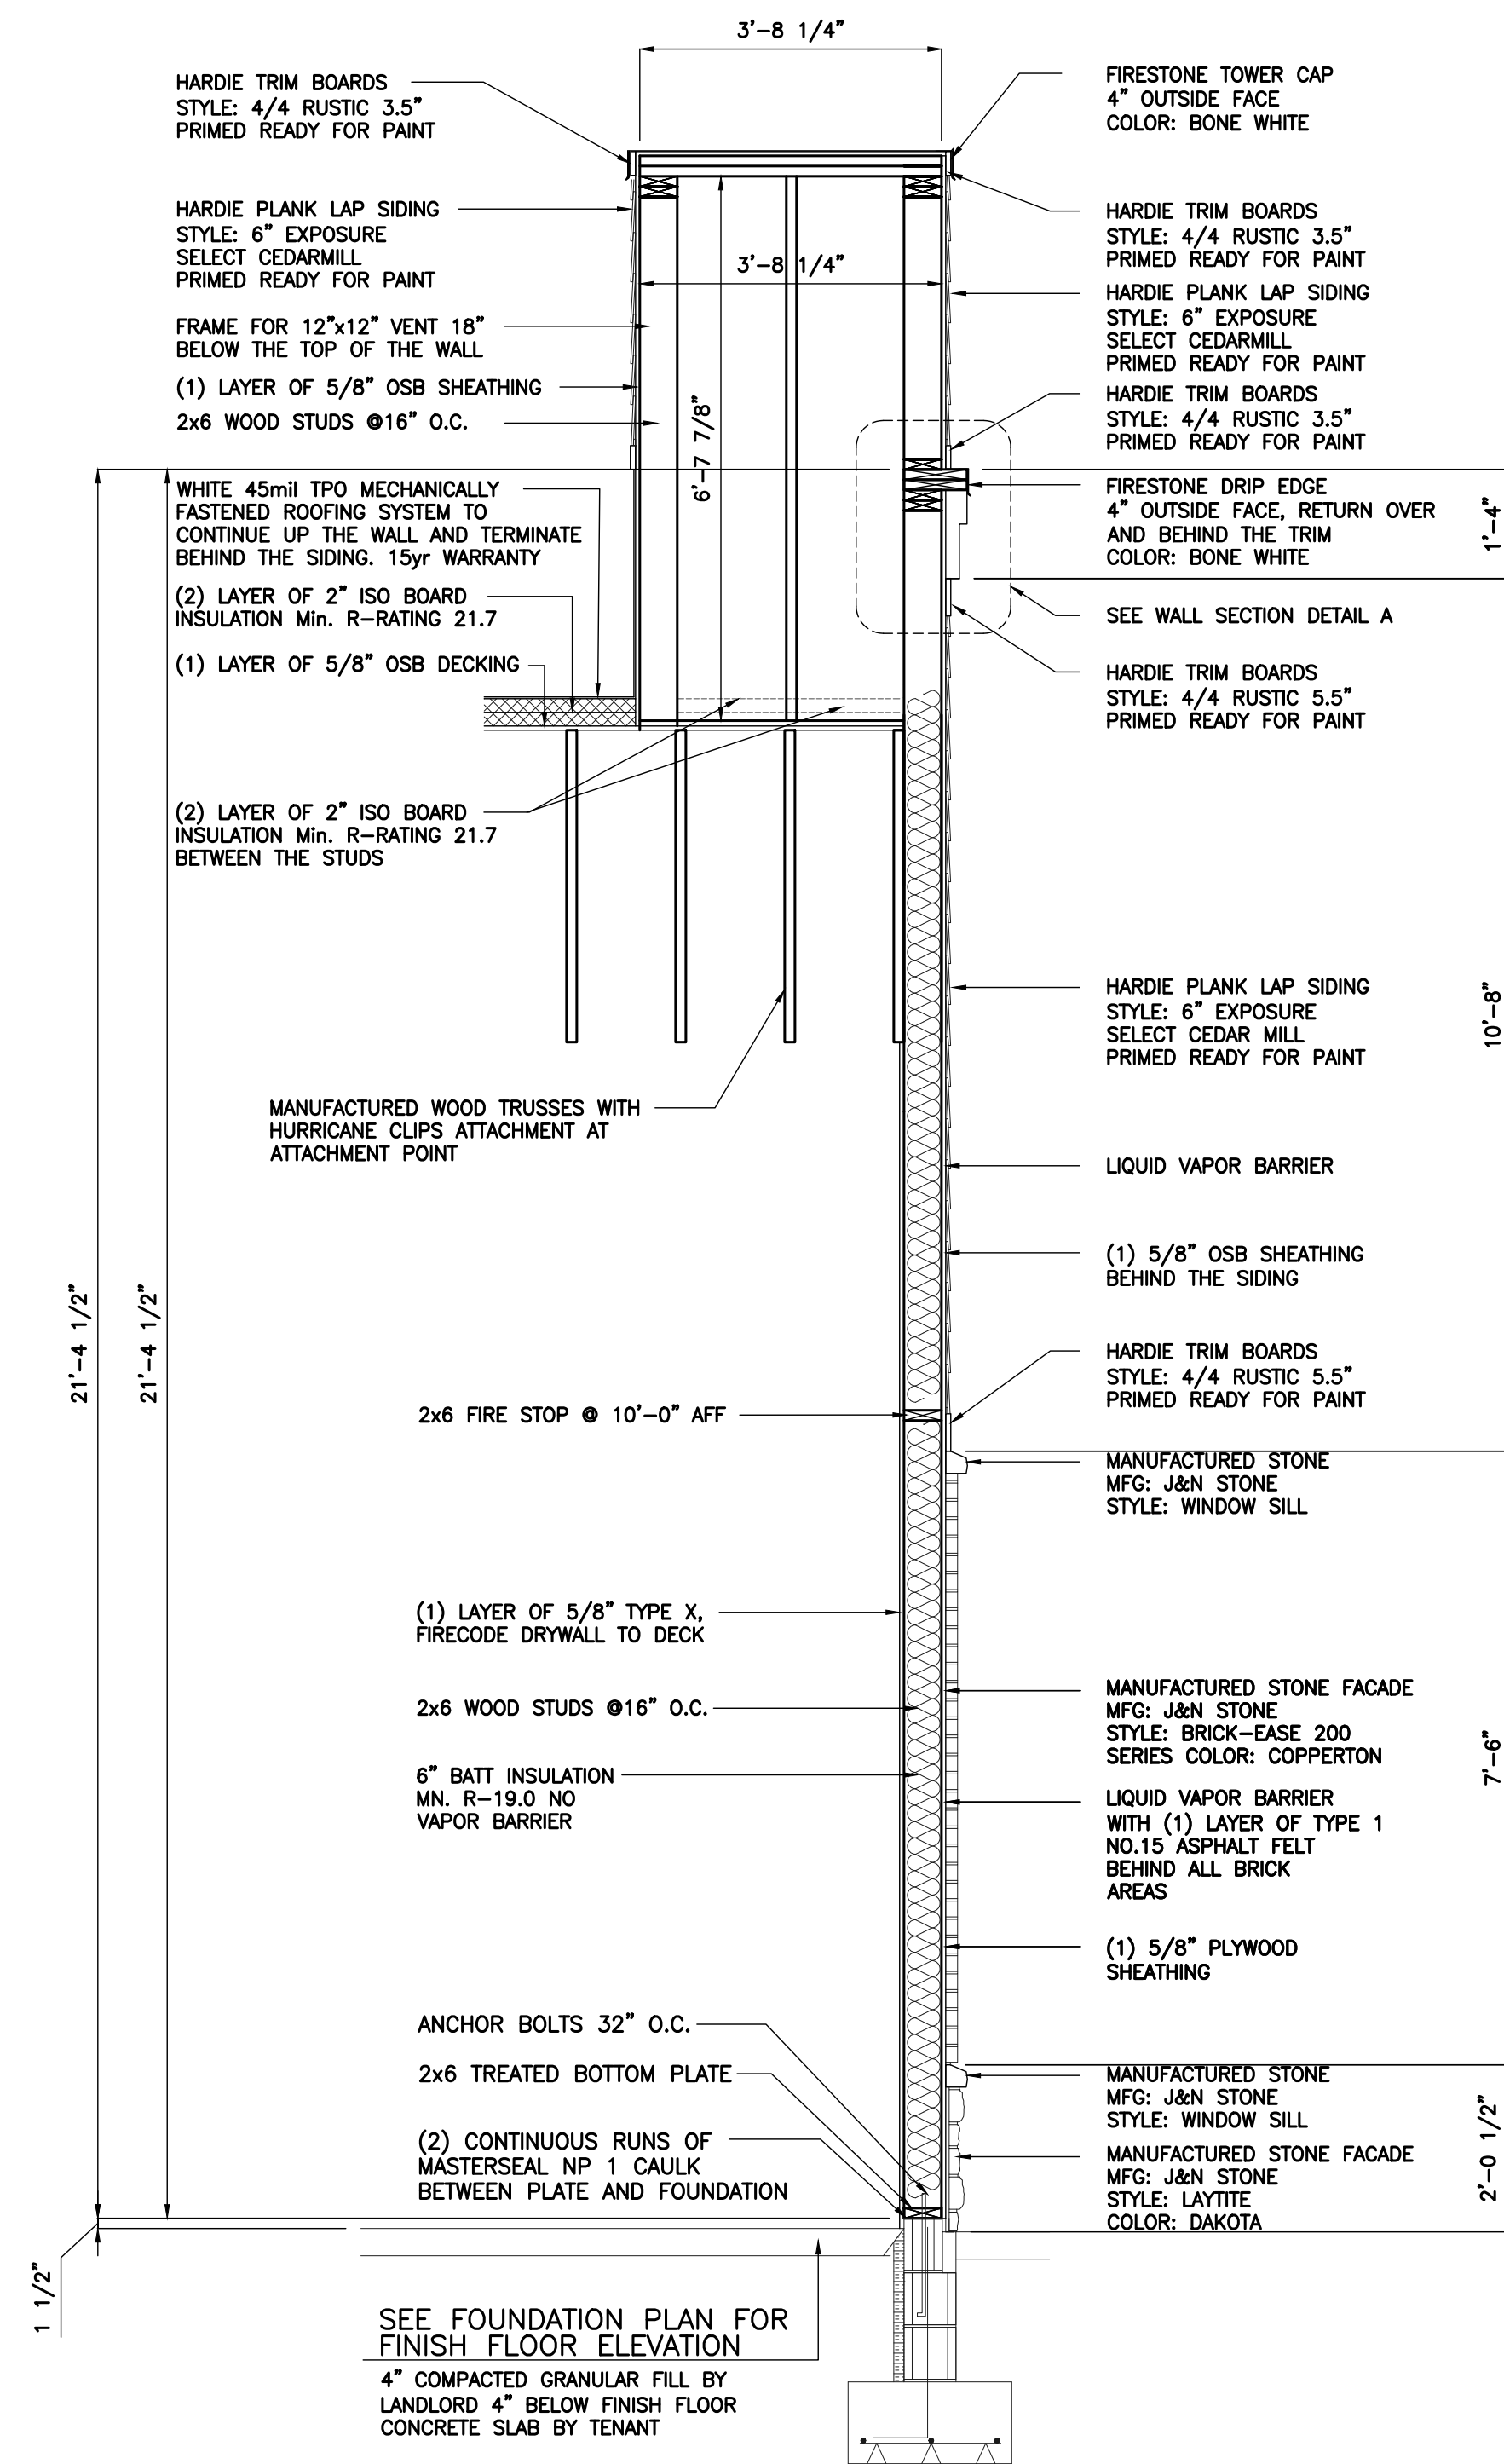 3'-8 1/4"
HARDIE TRIM BOARDS
STYLE: 4/4 RUSTIC 3.5"
PRIMED READY FOR PAINT
HARDIE PLANK LAP SIDING
STYLE: 6" EXPOSURE
SELECT CEDARMILL
PRIMED READY FOR PAINT
FRAME FOR 12"x12" VENT 18"
BELOW THE TOP OF THE WALL
(1) LAYER OF 5/8" OSB SHEATHING
2x6 WOOD STUDS @16" O.C.
WHITE 45mil TPO MECHANICALLY
FASTENED ROOFING SYSTEM TO
CONTINUE UP THE WALL AND TERMINATE
BEHIND THE SIDING. 15yr WARRANTY
(2) LAYER OF 2" ISO BOARD
INSULATION Min. R-RATING 21.7
(1) LAYER OF 5/8" OSB DECKING
(2) LAYER OF 2" ISO BOARD
INSULATION Min. R-RATING 21.7
BETWEEN THE STUDS
3'-8 1/4"
6'-7 7/8"
MANUFACTURED WOOD TRUSSES WITH
HURRICANE CLIPS ATTACHMENT AT
ATTACHMENT POINT
21'-4 1/2"
21'-4 1/2"
2x6 FIRE STOP @ 10'-0" AFF
(1) LAYER OF 5/8" TYPE X,
FIRECODE DRYWALL TO DECK
2x6 WOOD STUDS @16" O.C.
6" BATT INSULATION
MN. R-19.0 NO
VAPOR BARRIER
ANCHOR BOLTS 32" O.C.
2x6 TREATED BOTTOM PLATE
(2) CONTINUOUS RUNS OF
MASTERSEAL NP 1 CAULK
BETWEEN PLATE AND FOUNDATION
1 1/2"
SEE FOUNDATION PLAN FOR
FINISH FLOOR ELEVATION
4" COMPACTED GRANULAR FILL BY
LANDLORD 4" BELOW FINISH FLOOR
CONCRETE SLAB BY TENANT
FIRESTONE TOWER CAP
4" OUTSIDE FACE
COLOR: BONE WHITE
HARDIE TRIM BOARDS
STYLE: 4/4 RUSTIC 3.5"
PRIMED READY FOR PAINT
HARDIE PLANK LAP SIDING
STYLE: 6" EXPOSURE
SELECT CEDARMILL
PRIMED READY FOR PAINT
HARDIE TRIM BOARDS
STYLE: 4/4 RUSTIC 3.5"
PRIMED READY FOR PAINT
FIRESTONE DRIP EDGE
4" OUTSIDE FACE, RETURN OVER
AND BEHIND THE TRIM
COLOR: BONE WHITE
1'-4"
SEE WALL SECTION DETAIL A
HARDIE TRIM BOARDS
STYLE: 4/4 RUSTIC 5.5"
PRIMED READY FOR PAINT
HARDIE PLANK LAP SIDING
STYLE: 6" EXPOSURE
SELECT CEDAR MILL
PRIMED READY FOR PAINT
10'-8"
LIQUID VAPOR BARRIER
(1) 5/8" OSB SHEATHING
BEHIND THE SIDING
HARDIE TRIM BOARDS
STYLE: 4/4 RUSTIC 5.5"
PRIMED READY FOR PAINT
MANUFACTURED STONE
MFG: J&N STONE
STYLE: WINDOW SILL
MANUFACTURED STONE FACADE
MFG: J&N STONE
STYLE: BRICK-EASE 200
SERIES COLOR: COPPERTON
7'-6"
LIQUID VAPOR BARRIER
WITH (1) LAYER OF TYPE 1
NO.15 ASPHALT FELT
BEHIND ALL BRICK
AREAS
(1) 5/8" PLYWOOD
SHEATHING
MANUFACTURED STONE
MFG: J&N STONE
STYLE: WINDOW SILL
MANUFACTURED STONE FACADE
MFG: J&N STONE
STYLE: LAYTITE
COLOR: DAKOTA
2'-0 1/2"